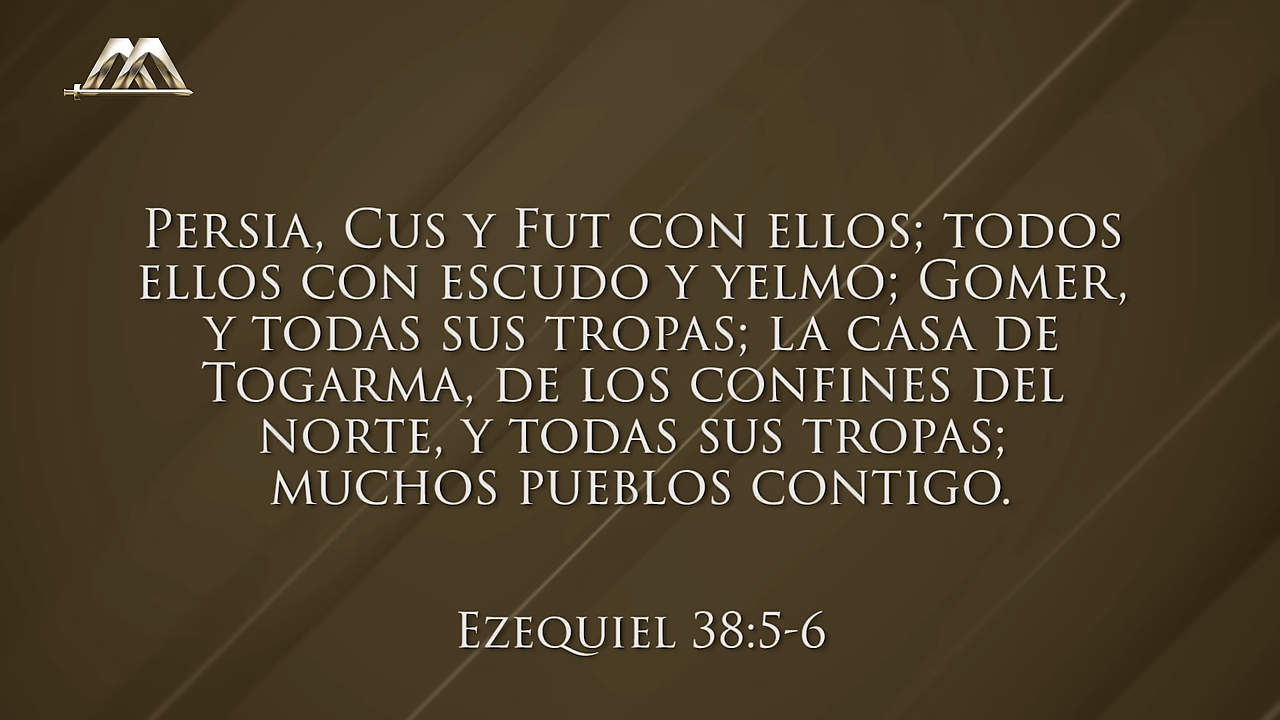 Persia, Cus y Fut con ellos; todos
ellos con escudo y yelmo; Gomer,
y todas sus tropas; la casa de
Togarma, de los confines del
norte, y todas sus tropas;
muchos pueblos contigo.
Ezequiel 38:5-6